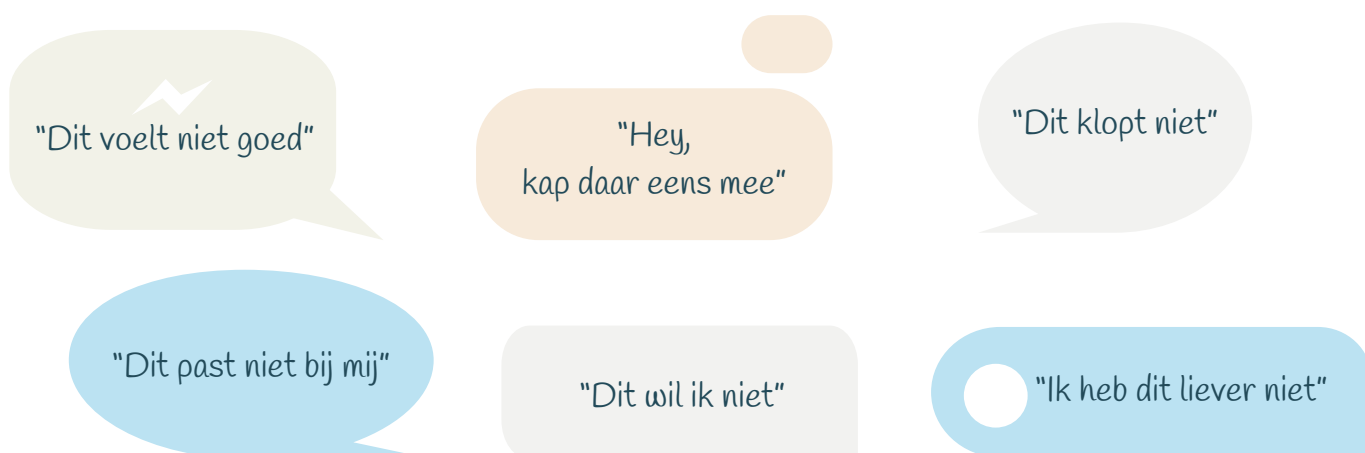 “Dit voelt niet goed”
“Hey,
kap daar eens mee”
“Dit klopt niet”
“Dit past niet bij mij”
“Dit wil ik niet”
“Ik heb dit liever niet”